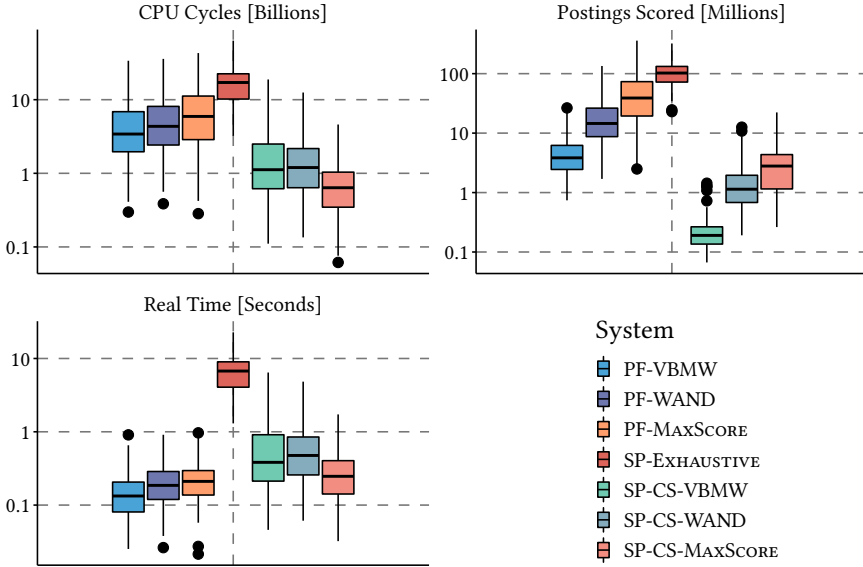 CPU Cycles [Billions]
10
1
0.1
Postings Scored [Millions]
100
10
1
0.1
Real Time [Seconds]
10
1
0.1
System
PF-VBMW
PF-WAND
PF-MAXSCORE
SP-EXHAUSTIVE
SP-CS-VBMW
SP-CS-WAND
SP-CS-MAXSCORE